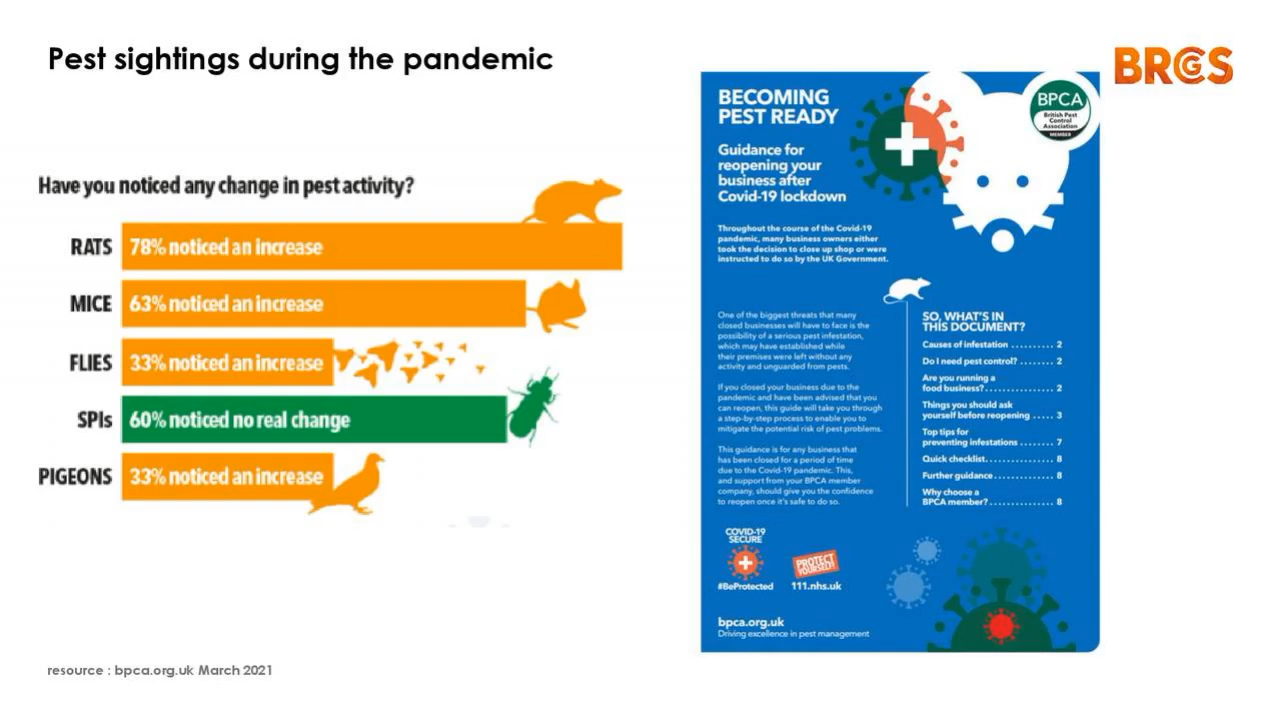 Pest sightings during the pandemic
BRCGS
Have you noticed any change in pest activity?
RATS 78% noticed an increase
MICE 63% noticed an increase
FLIES 33% noticed an increase
SPIs 60% noticed no real change
PIGEONS 33% noticed an increase
resource : bpca.org.uk March 2021
BECOMING
PEST READY
BPCA
British Pest
Control
Association
MEMBER
Guidance for
reopening your
business after
Covid-19 lockdown
Throughout the course of the Covid-19
pandemic, many business owners either
took the decision to close up shop or were
instructed to do so by the UK Government.
One of the biggest threats that many
closed businesses will have to face is the
possibility of a serious pest infestation,
which may have established while
their premises were left without any
activity and unguarded from pests.
If you closed your business due to the
pandemic and have been advised that you
can reopen, this guide will take you through
a step-by-step process to enable you to
mitigate the potential risk of pest problems.
This guidance is for any business that
has been closed for a period of time
due to the Covid-19 pandemic. This,
and support from your BPCA member
company, should give you the confidence
to reopen once it's safe to do so.
SO, WHAT'S IN
THIS DOCUMENT?
Causes of infestation .......... 2
Do I need pest control? ........ 2
Are you running a
food business? ............... 2
Things you should ask
yourself before reopening ..... 3
Top tips for
preventing infestations ........ 7
Quick checklist ............... 8
Further guidance .............. 8
Why choose a
BPCA member? .............. 8
COVID-19
SECURE
#BeProtected
PROTECT
YOURSELF!
111.nhs.uk
bpca.org.uk
Driving excellence in pest management